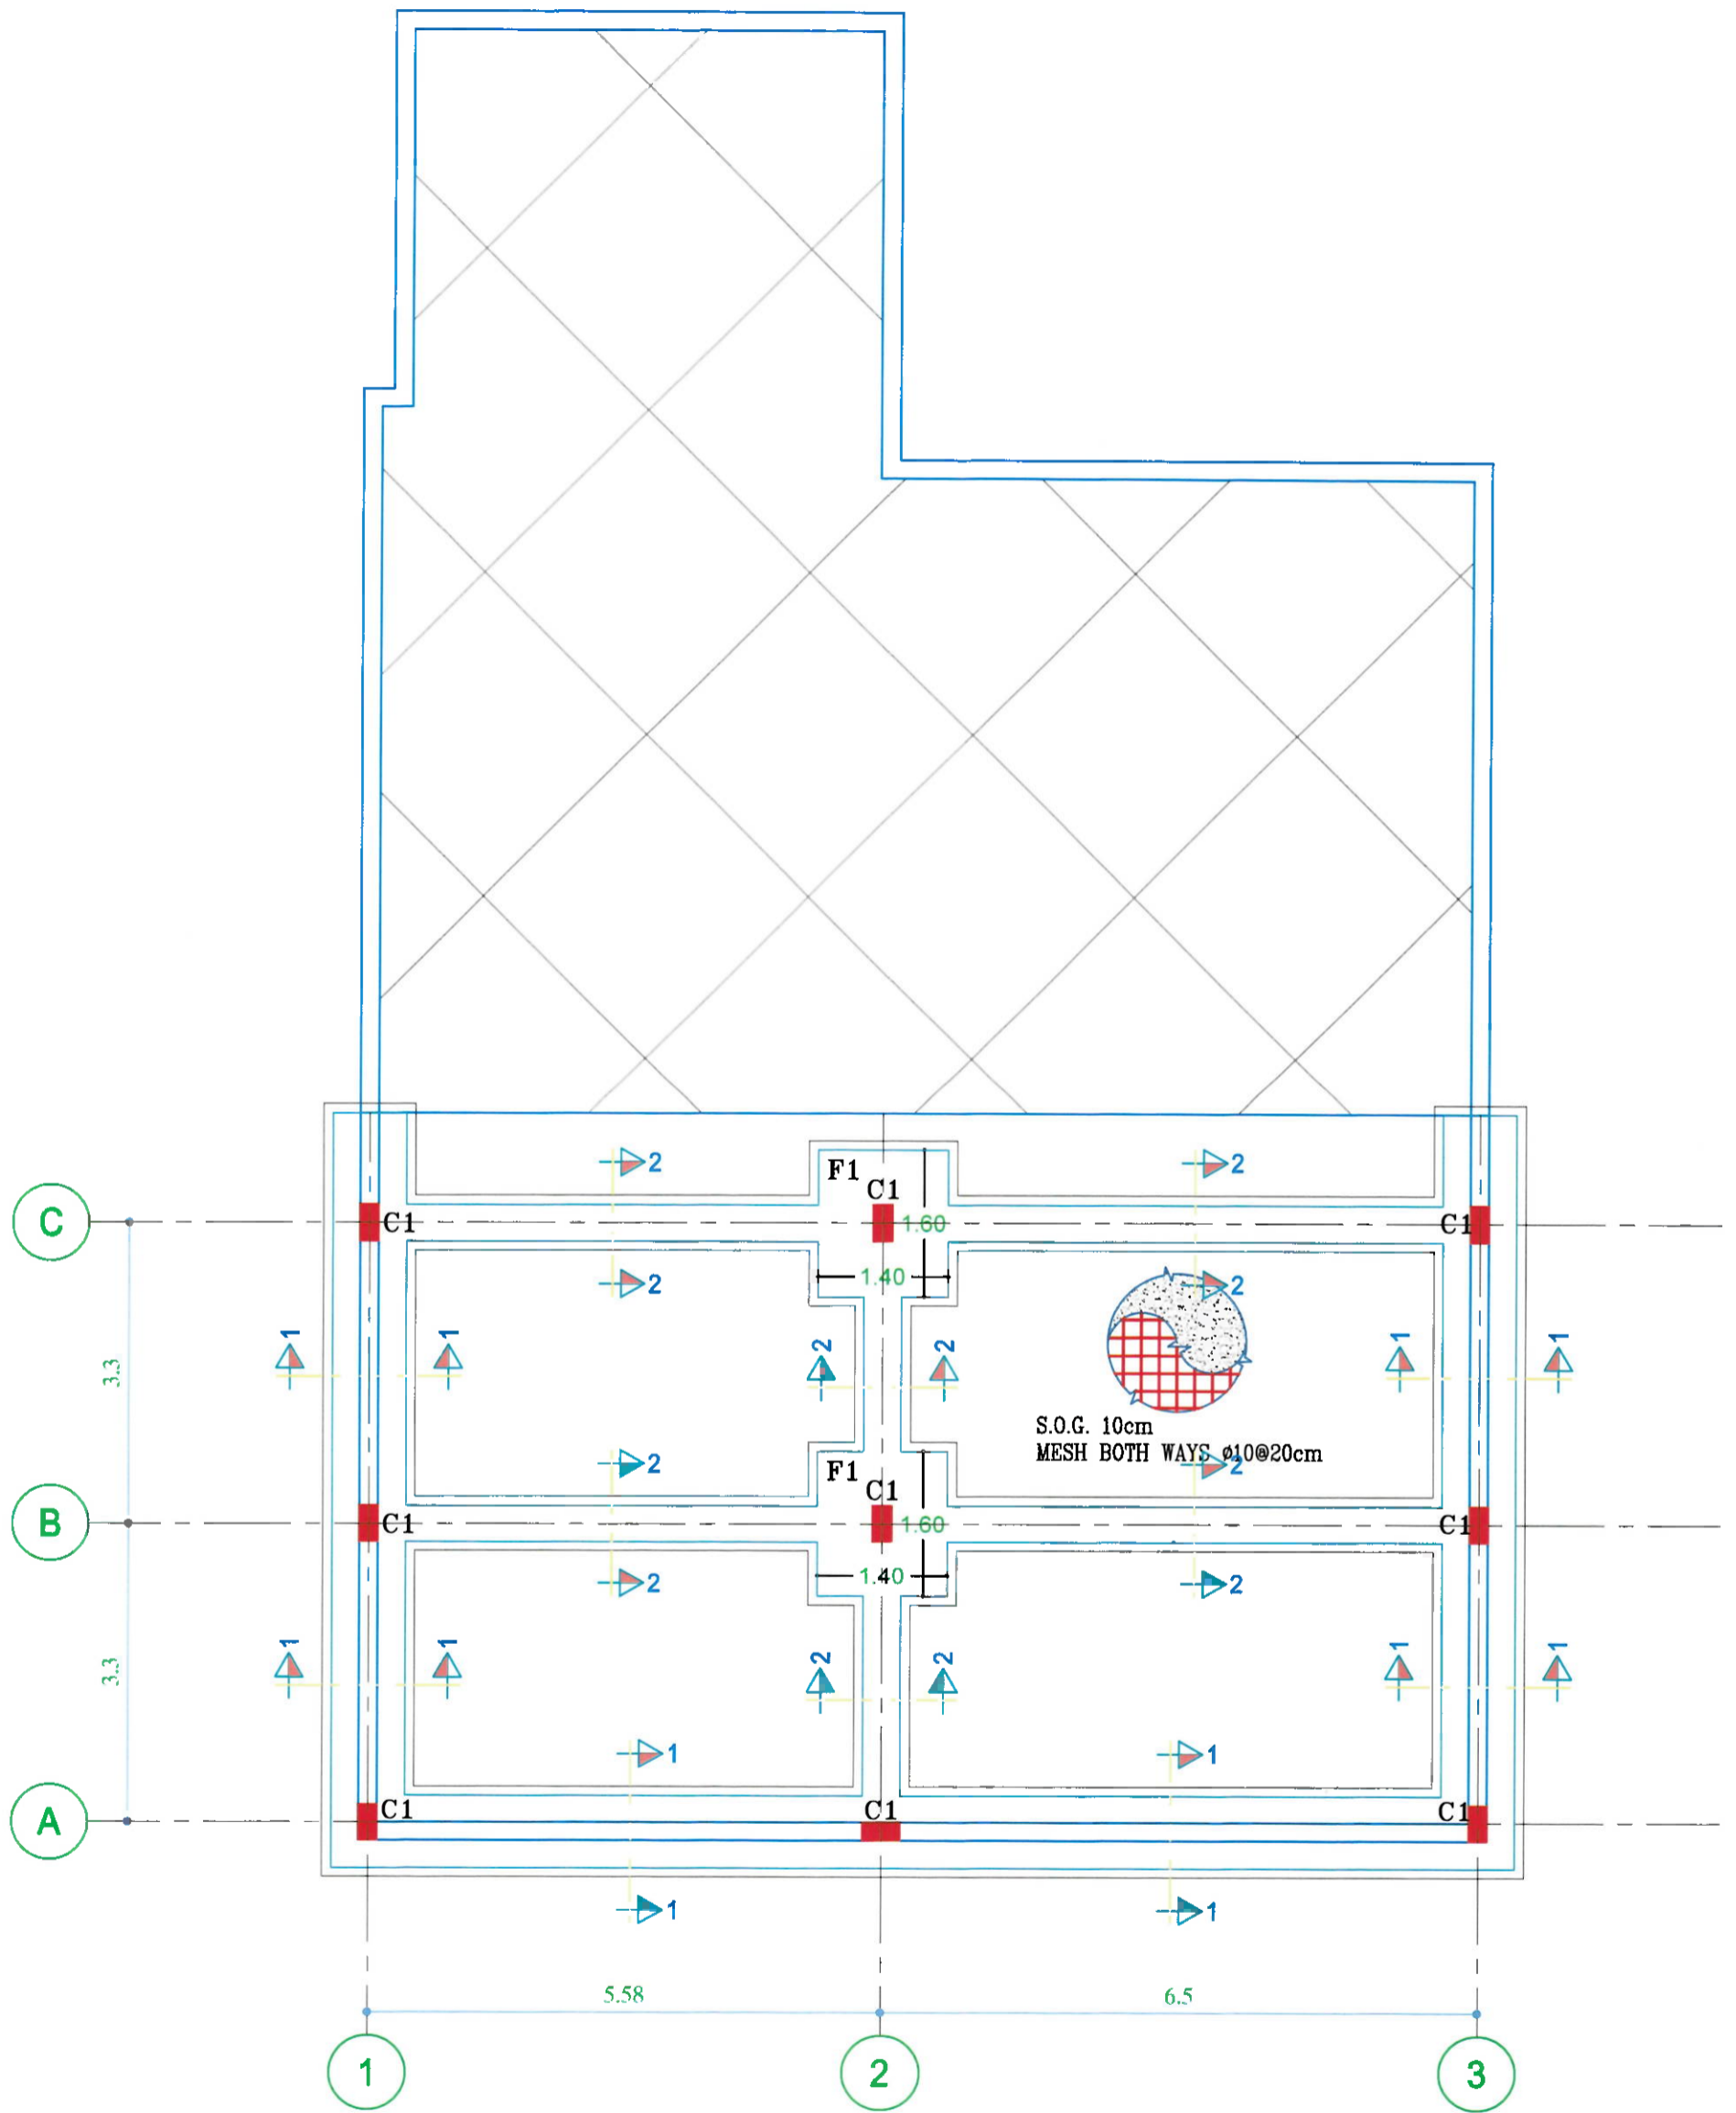 2 2
F1
C1
C C1 1.60 C1
1.40
2 2
1 1 2 2 1 1
3.3
S.O.G. 10cm
MESH BOTH WAYS ø10@20cm
2 2
F1
C1
B C1 1.60 C1
1.40
2 2
1 1 2 2 1 1
3.3
1 1
C1 C1 C1
A
1 1
5.58 6.5
1 2 3